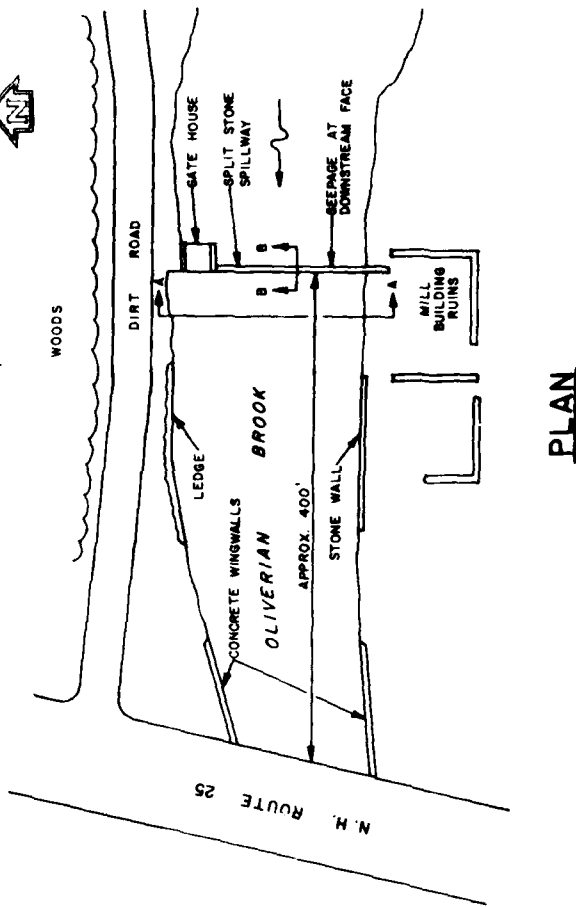 N
WOODS
DIRT ROAD
GATE HOUSE
SPLIT STONE
SPILLWAY
SEEPAGE AT
DOWNSTREAM FACE
A
B
B
A
LEDGE
OLIVERIAN BROOK
CONCRETE WINGWALLS
APPROX. 400'
STONE WALL
MILL
BUILDING
RUINS
N.H. ROUTE 25
PLAN